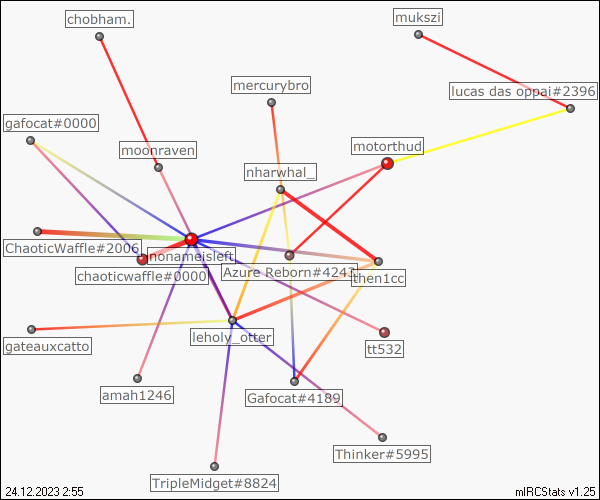 chobham.
mukszi
mercurybro
lucas das oppai#2396
gafocat#0000
motorthud
moonraven
nharwhal_
ChaoticWaffle#2006
nonameisleft
chaoticwaffle#0000
Azure Reborn#4243
then1cc
leholy_otter
gateauxcatto
tt532
amah1246
Gafocat#4189
Thinker#5995
TripleMidget#8824
24.12.2023 2:55
mIRCStats v1.25